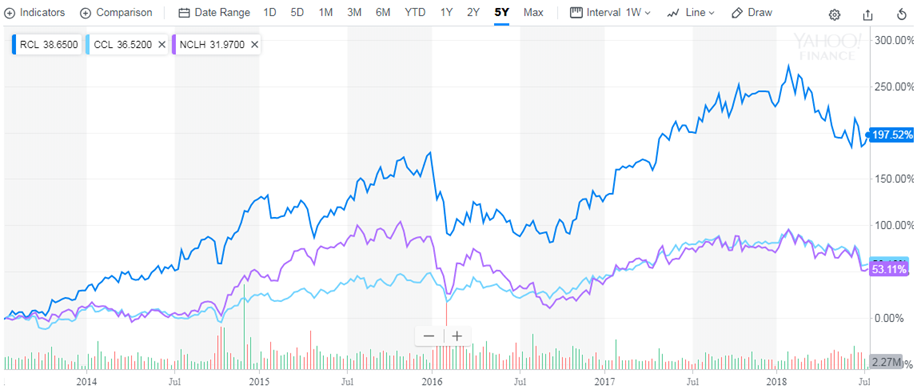 Indicators Comparison Date Range 1D 5D 1M 3M 6M YTD 1Y 2Y 5Y Max Interval 1W Line Draw
RCL 38.6500 CCL 36.5200 ✕ NCLH 31.9700 ✕
YAHOO!
FINANCE
300.00%
250.00%
197.52%
150.00%
100.00%
53.11%
0.00%
− +
2.27M
2014 Jul 2015 Jul 2016 Jul 2017 Jul 2018 Jul